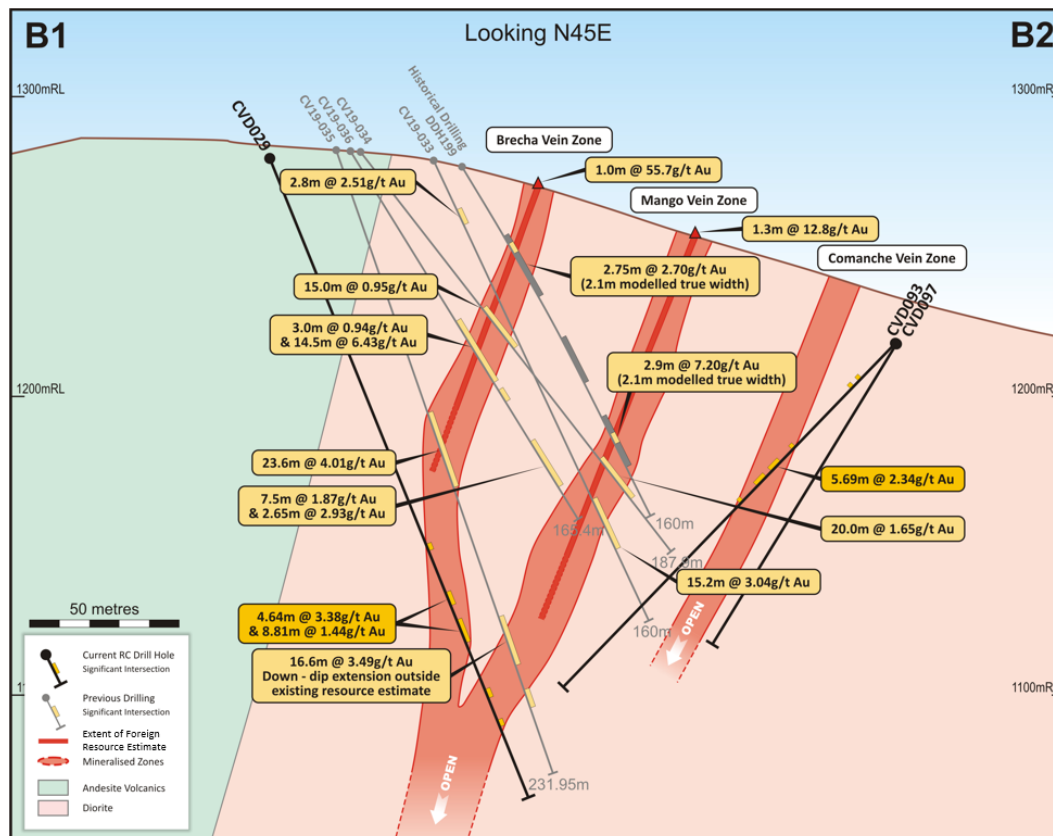 B1
Looking N45E
B2
1300mRL
1300mRL
CVD029
CV19-035
CV19-036
CV19-034
CV19-033
Historical Drilling
DDH199
Brecha Vein Zone
1.0m @ 55.7g/t Au
2.8m @ 2.51g/t Au
Mango Vein Zone
1.3m @ 12.8g/t Au
Comanche Vein Zone
2.75m @ 2.70g/t Au
(2.1m modelled true width)
15.0m @ 0.95g/t Au
CVD093
CVD097
3.0m @ 0.94g/t Au
& 14.5m @ 6.43g/t Au
2.9m @ 7.20g/t Au
(2.1m modelled true width)
1200mRL
1200mRL
23.6m @ 4.01g/t Au
5.69m @ 2.34g/t Au
7.5m @ 1.87g/t Au
& 2.65m @ 2.93g/t Au
160m
20.0m @ 1.65g/t Au
187.9m
15.2m @ 3.04g/t Au
50 metres
4.64m @ 3.38g/t Au
& 8.81m @ 1.44g/t Au
160m
OPEN
16.6m @ 3.49g/t Au
Down - dip extension outside
existing resource estimate
1100mRL
OPEN
231.95m
Current RC Drill Hole
Significant Intersection
Previous Drilling
Significant Intersection
Extent of Foreign
Resource Estimate
Mineralised Zones
Andesite Volcanics
Diorite